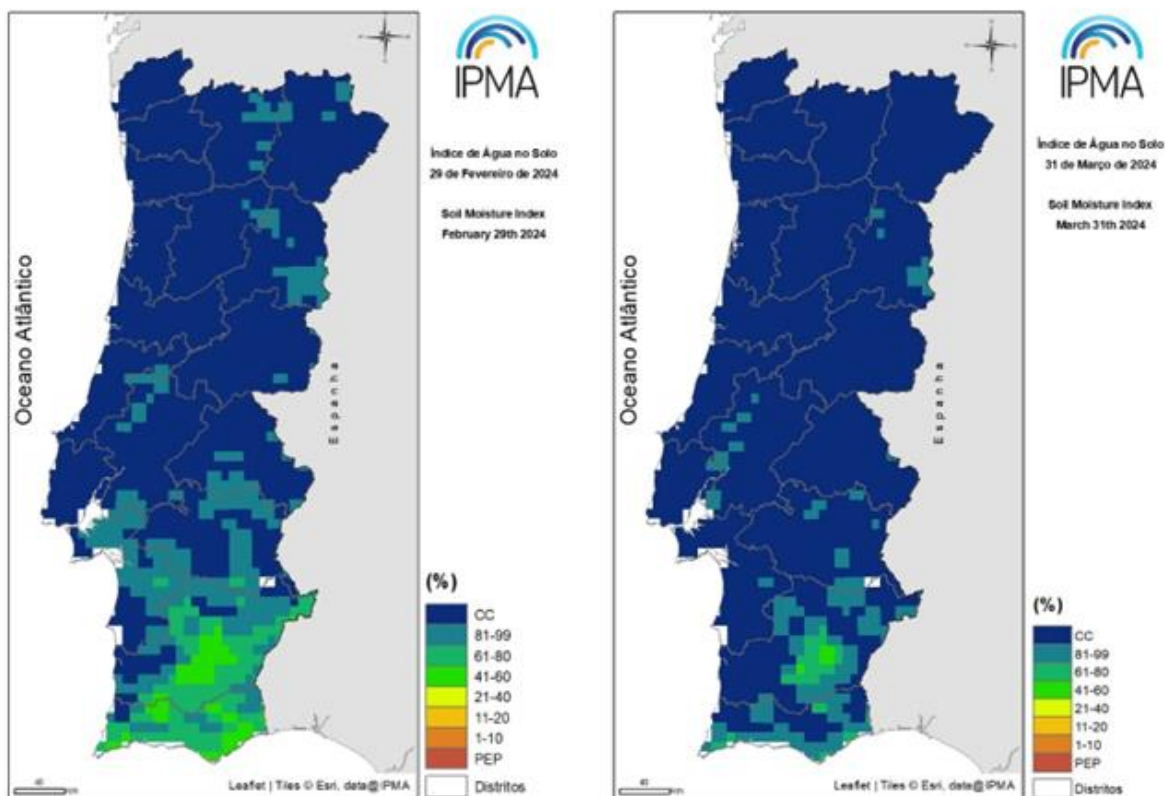 IPMA
Índice de Água no Solo
29 de Fevereiro de 2024
Soil Moisture Index
February 29th 2024
Oceano Atlântico
Espanha
(%)
CC
81-99
61-80
41-60
21-40
11-20
1-10
PEP
Distritos
40
km
Leaflet | Tiles © Esri, data@IPMA
IPMA
Índice de Água no Solo
31 de Março de 2024
Soil Moisture Index
March 31th 2024
Oceano Atlântico
Espanha
(%)
CC
81-99
61-80
41-60
21-40
11-20
1-10
PEP
Distritos
40
km
Leaflet | Tiles © Esri, data@IPMA